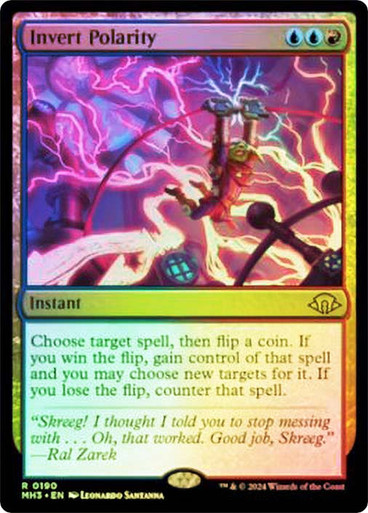 Invert Polarity
Instant
Choose target spell, then flip a coin. If
you win the flip, gain control of that spell
and you may choose new targets for it. If
you lose the flip, counter that spell.
“Skreeg! I thought I told you to stop messing
with . . . Oh, that worked. Good job, Skreeg.”
—Ral Zarek
R 0190
MH3 • EN Leonardo Santanna
™ & © 2024 Wizards of the Coast